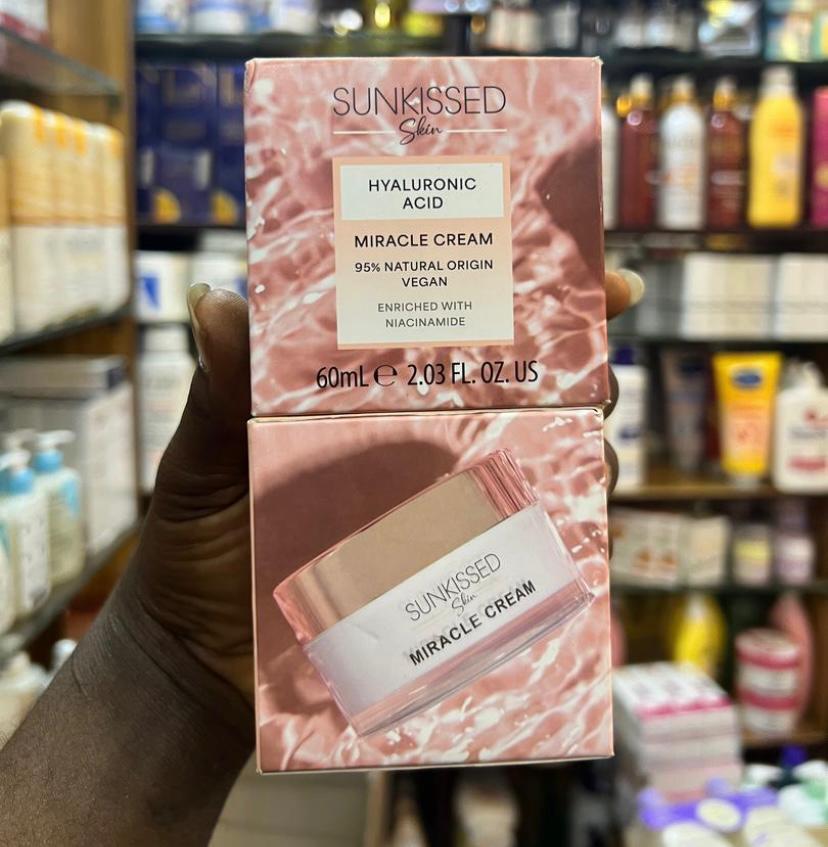 SUNKISSED
Skin
HYALURONIC
ACID
MIRACLE CREAM
95% NATURAL ORIGIN
VEGAN
ENRICHED WITH
NIACINAMIDE
60mL ℮ 2.03 FL. OZ. US
SUNKISSED
Skin
MIRACLE CREAM